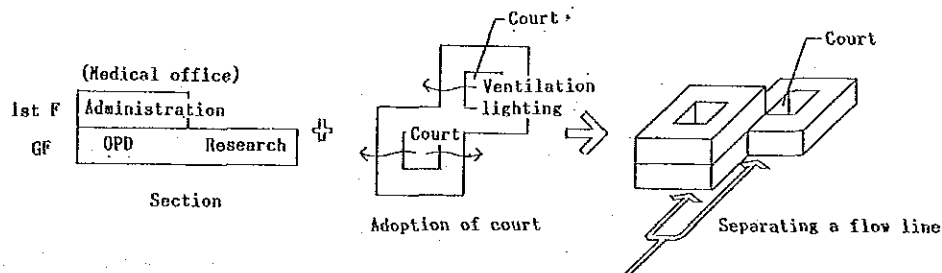 (Medical office)
1st F
Administration
GF
OPD
Research
Section
Court
Ventilation
lighting
Court
Adoption of court
Court
Separating a flow line